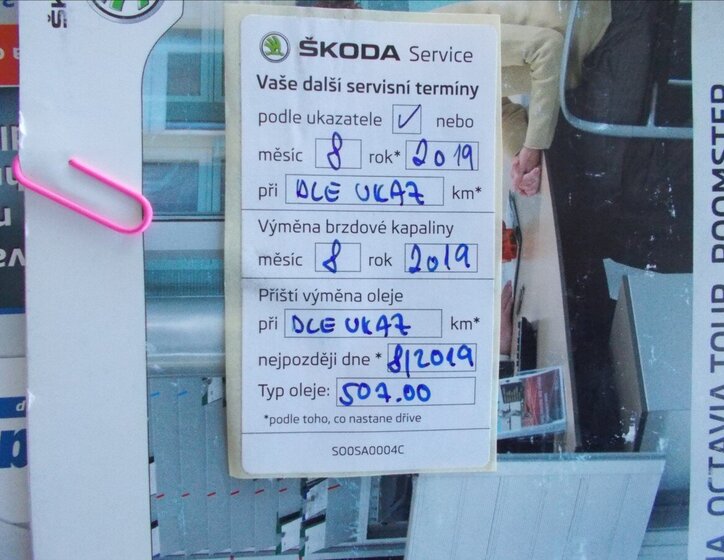 ŠKODA Service
Vaše další servisní termíny
podle ukazatele ✓ nebo
měsíc 8 rok* 2019
při DLE UKAZ km*
Výměna brzdové kapaliny
měsíc 8 rok 2019
Příští výměna oleje
při DLE UKAZ km*
nejpozději dne * 8/2019
Typ oleje: 507.00
*podle toho, co nastane dříve
S00SA0004C
A OCTAVIA TOUR, ROOMSTER